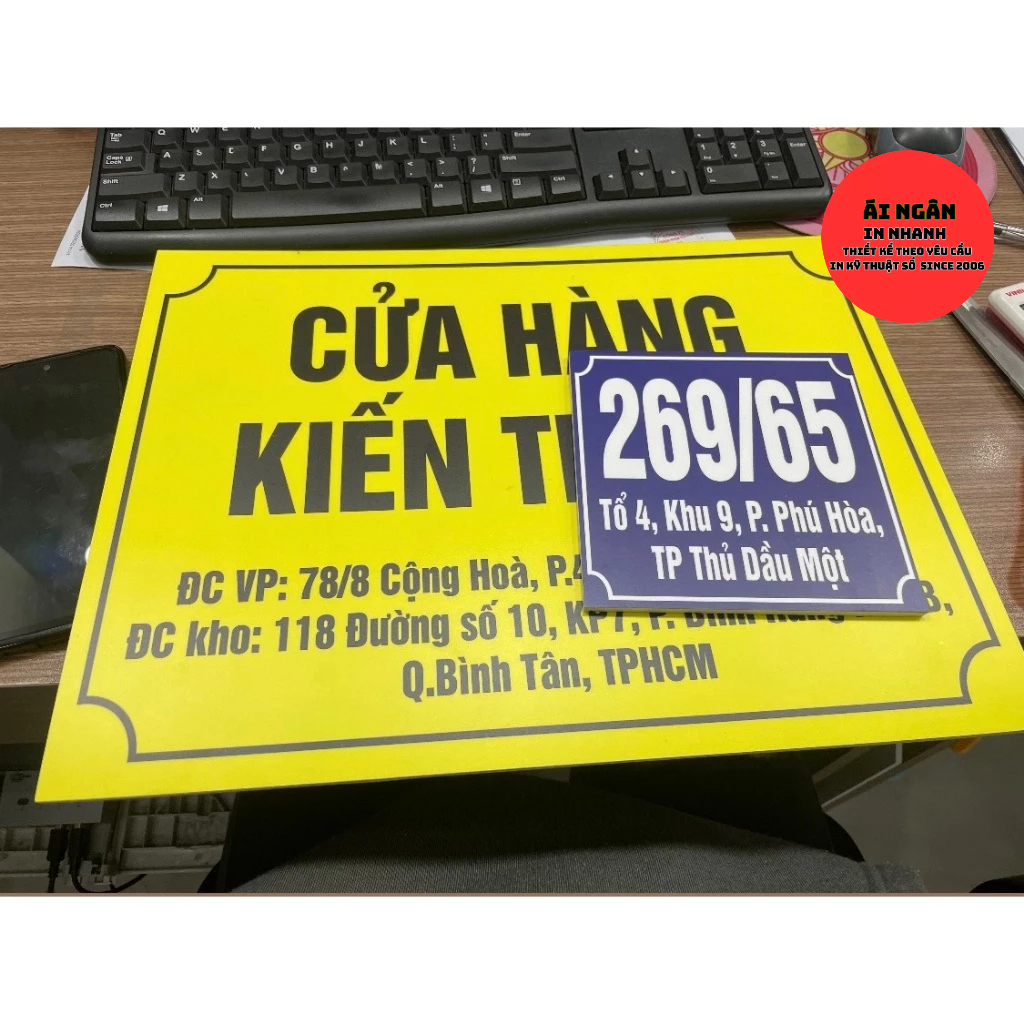 CỬA HÀNG
KIẾN
ĐC VP: 78/8 Cộng Hoà,
ĐC kho: 118 Đường số 10, KP7, P.
Q.Bình Tân, TPHCM
269/65
Tổ 4, Khu 9, P. Phú Hòa,
TP Thủ Dầu Một
ÁI NGÂN
IN NHANH
THIẾT KẾ THEO YÊU CẦU
IN KỸ THUẬT SỐ SINCE 2006